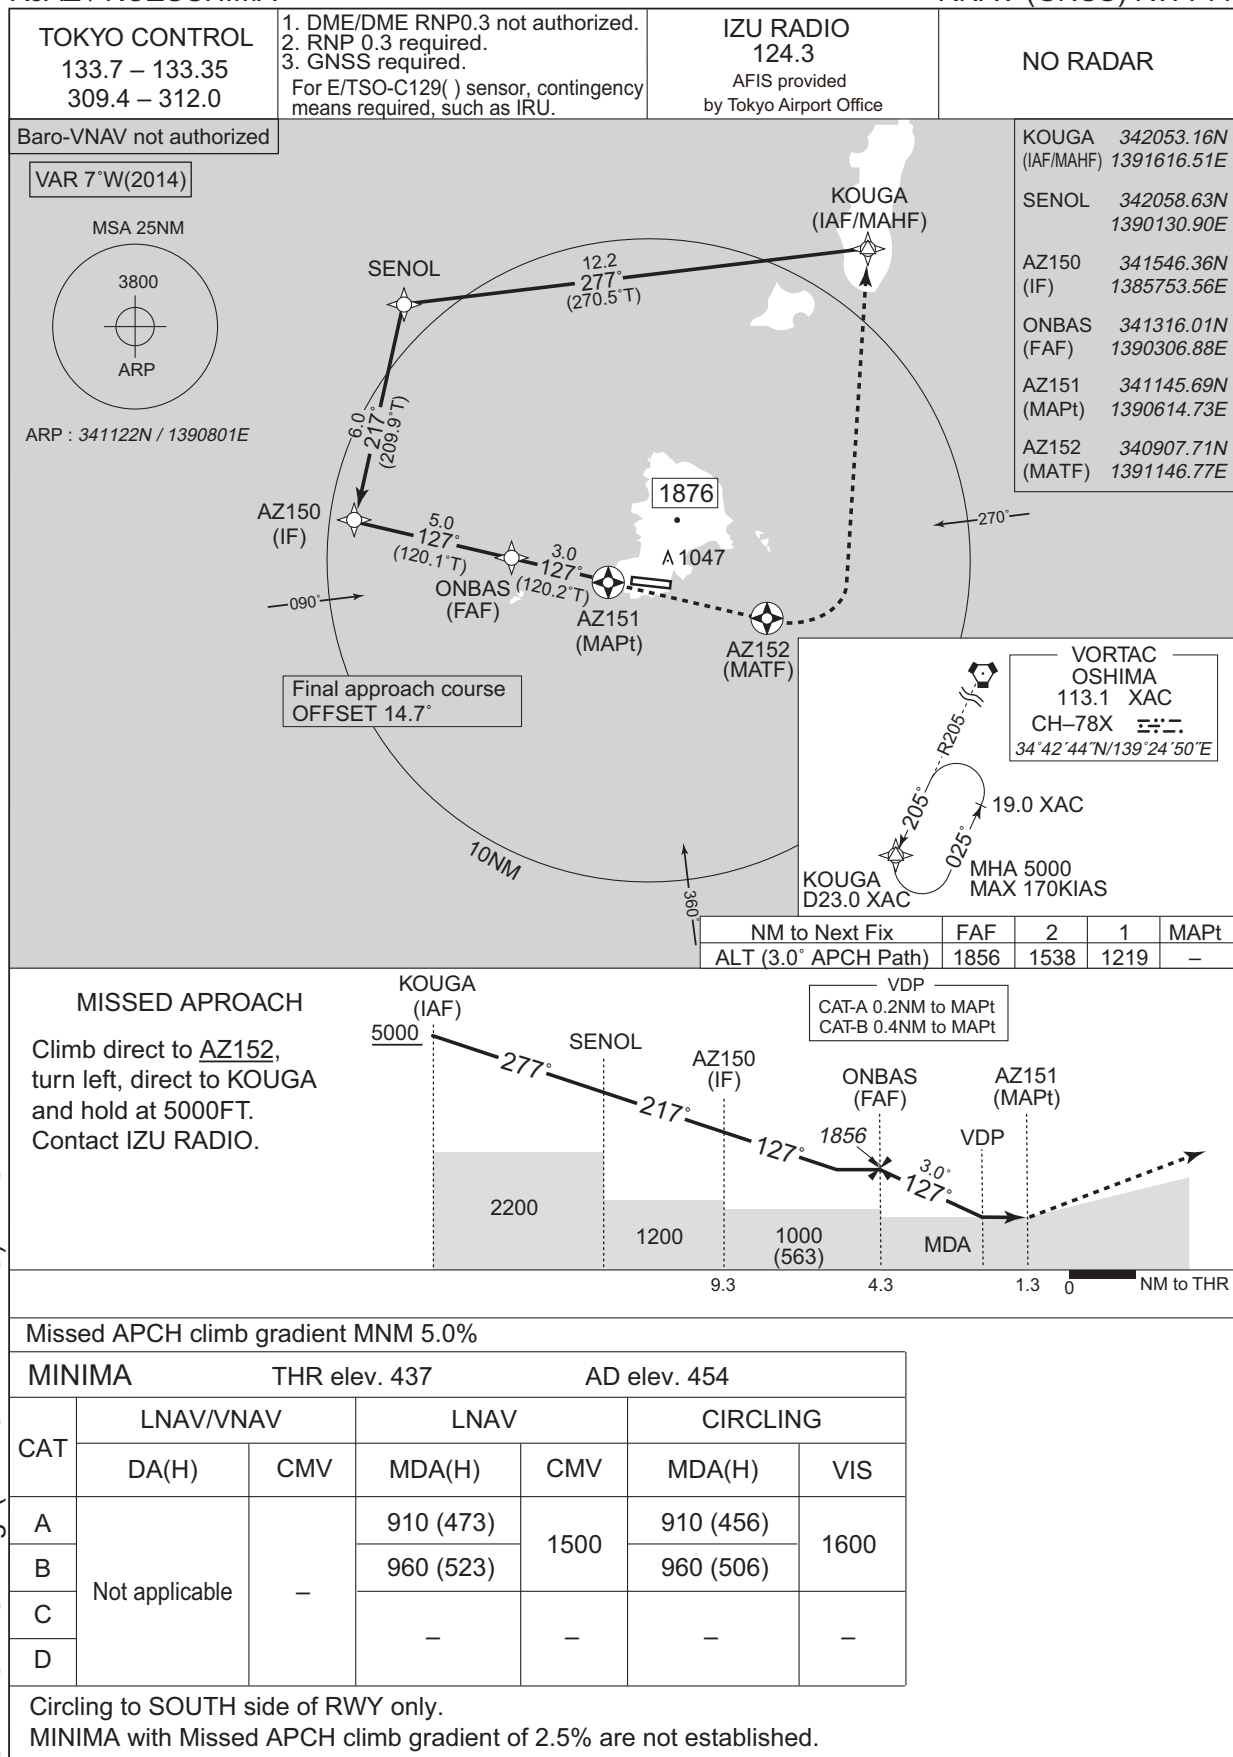 TOKYO CONTROL
133.7 – 133.35
309.4 – 312.0
1. DME/DME RNP0.3 not authorized.
2. RNP 0.3 required.
3. GNSS required.
For E/TSO-C129( ) sensor, contingency
means required, such as IRU.
IZU RADIO
124.3
AFIS provided
by Tokyo Airport Office
NO RADAR
Baro-VNAV not authorized
VAR 7˚W(2014)
MSA 25NM
3800
ARP
ARP : 341122N / 1390801E
KOUGA 342053.16N
(IAF/MAHF) 1391616.51E
SENOL 342058.63N
1390130.90E
AZ150 341546.36N
(IF) 1385753.56E
ONBAS 341316.01N
(FAF) 1390306.88E
AZ151 341145.69N
(MAPt) 1390614.73E
AZ152 340907.71N
(MATF) 1391146.77E
KOUGA
(IAF/MAHF)
SENOL
12.2
277˚
(270.5˚T)
6.0
217˚
(209.9˚T)
AZ150
(IF)
5.0
127˚
(120.1˚T)
ONBAS
(FAF)
3.0
127˚
(120.2˚T)
AZ151
(MAPt)
1876
1047
AZ152
(MATF)
270˚
090˚
360˚
10NM
Final approach course
OFFSET 14.7˚
VORTAC
OSHIMA
113.1 XAC
CH–78X
34˚42´44˝N/139˚24´50˝E
R205
205˚
025˚
19.0 XAC
KOUGA
D23.0 XAC
MHA 5000
MAX 170KIAS
NM to Next Fix FAF 2 1 MAPt
ALT (3.0˚ APCH Path) 1856 1538 1219 –
MISSED APROACH
Climb direct to AZ152,
turn left, direct to KOUGA
and hold at 5000FT.
Contact IZU RADIO.
KOUGA
(IAF)
5000
277˚
SENOL
217˚
AZ150
(IF)
127˚
1856
ONBAS
(FAF)
3.0˚
127˚
VDP
CAT-A 0.2NM to MAPt
CAT-B 0.4NM to MAPt
VDP
AZ151
(MAPt)
2200
1200
1000
(563)
MDA
9.3 4.3 1.3 0 NM to THR
Missed APCH climb gradient MNM 5.0%
MINIMA THR elev. 437 AD elev. 454
CAT LNAV/VNAV LNAV CIRCLING
DA(H) CMV MDA(H) CMV MDA(H) VIS
A 910 (473) 910 (456)
1500 1600
B 960 (523) 960 (506)
Not applicable –
C
– – – –
D
Circling to SOUTH side of RWY only.
MINIMA with Missed APCH climb gradient of 2.5% are not established.